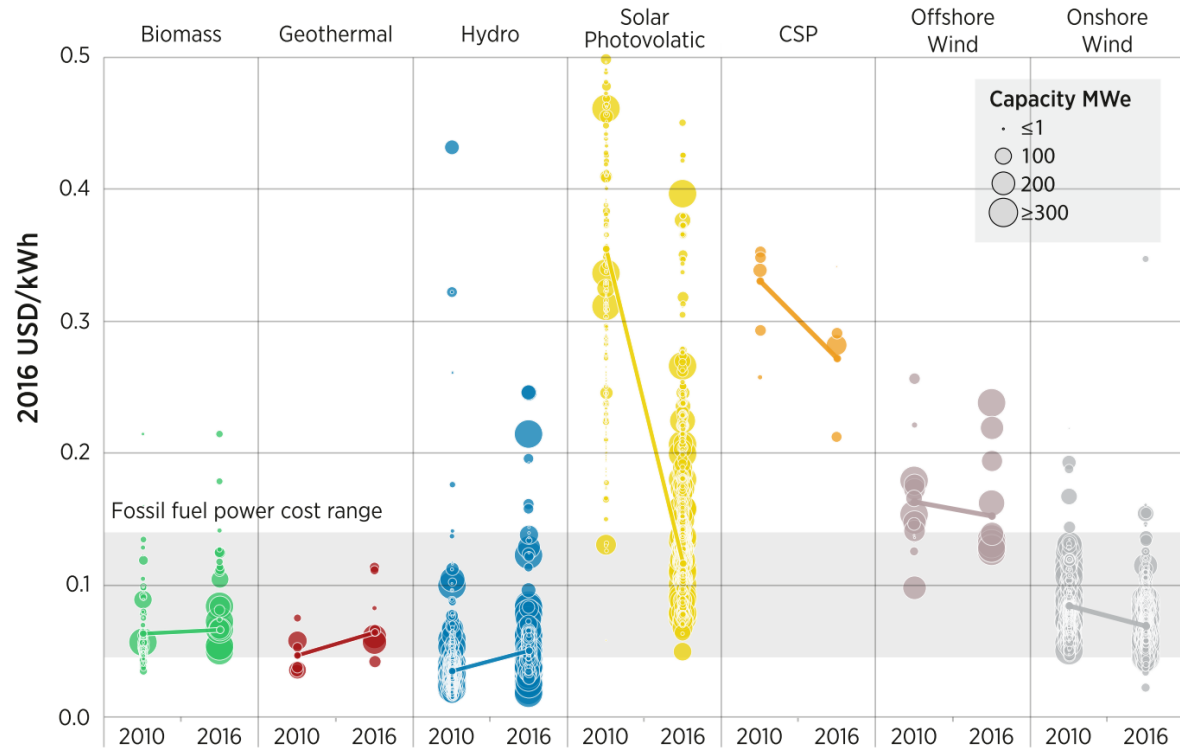 Biomass
Geothermal
Hydro
Solar
Photovolatic
CSP
Offshore
Wind
Onshore
Wind
2016 USD/kWh
0.5
0.4
0.3
0.2
0.1
0.0
Capacity MWe
≤1
100
200
≥300
Fossil fuel power cost range
2010 2016 2010 2016 2010 2016 2010 2016 2010 2016 2010 2016 2010 2016